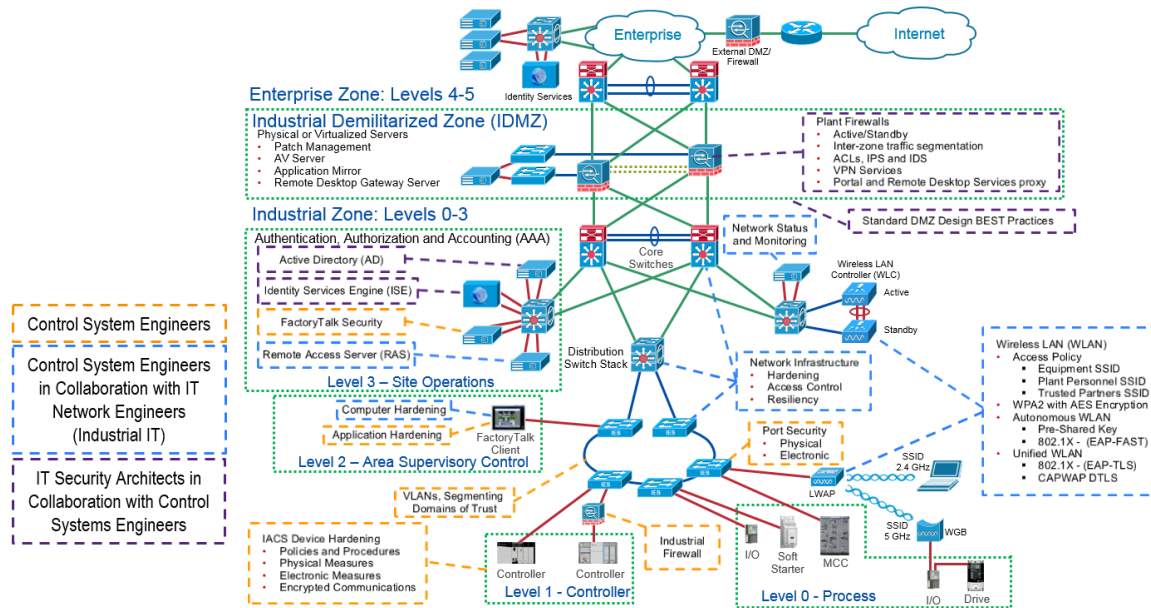 Enterprise
External DMZ/
Firewall
Internet
Identity Services
Enterprise Zone: Levels 4-5
Industrial Demilitarized Zone (IDMZ)
Physical or Virtualized Servers
• Patch Management
• AV Server
• Application Mirror
• Remote Desktop Gateway Server
Plant Firewalls
• Active/Standby
• Inter-zone traffic segmentation
• ACLs, IPS and IDS
• VPN Services
• Portal and Remote Desktop Services proxy
Standard DMZ Design BEST Practices
Industrial Zone: Levels 0-3
Authentication, Authorization and Accounting (AAA)
Active Directory (AD)
Identity Services Engine (ISE)
FactoryTalk Security
Remote Access Server (RAS)
Level 3 – Site Operations
Core
Switches
Network Status
and Monitoring
Wireless LAN
Controller (WLC)
Active
Standby
Distribution
Switch Stack
Network Infrastructure
• Hardening
• Access Control
• Resiliency
Wireless LAN (WLAN)
• Access Policy
▪ Equipment SSID
▪ Plant Personnel SSID
▪ Trusted Partners SSID
• WPA2 with AES Encryption
• Autonomous WLAN
▪ Pre-Shared Key
▪ 802.1X - (EAP-FAST)
• Unified WLAN
▪ 802.1X - (EAP-TLS)
▪ CAPWAP DTLS
Control System Engineers
Control System Engineers
in Collaboration with IT
Network Engineers
(Industrial IT)
IT Security Architects in
Collaboration with Control
Systems Engineers
Computer Hardening
Application Hardening
FactoryTalk
Client
Level 2 – Area Supervisory Control
IES
IES
IES
IES
IES
Port Security
• Physical
• Electronic
VLANs, Segmenting
Domains of Trust
LWAP
SSID
2.4 GHz
SSID
5 GHz
WGB
IACS Device Hardening
• Policies and Procedures
• Physical Measures
• Electronic Measures
• Encrypted Communications
Industrial
Firewall
Controller
Controller
Level 1 - Controller
I/O
Soft
Starter
MCC
Level 0 - Process
I/O
Drive